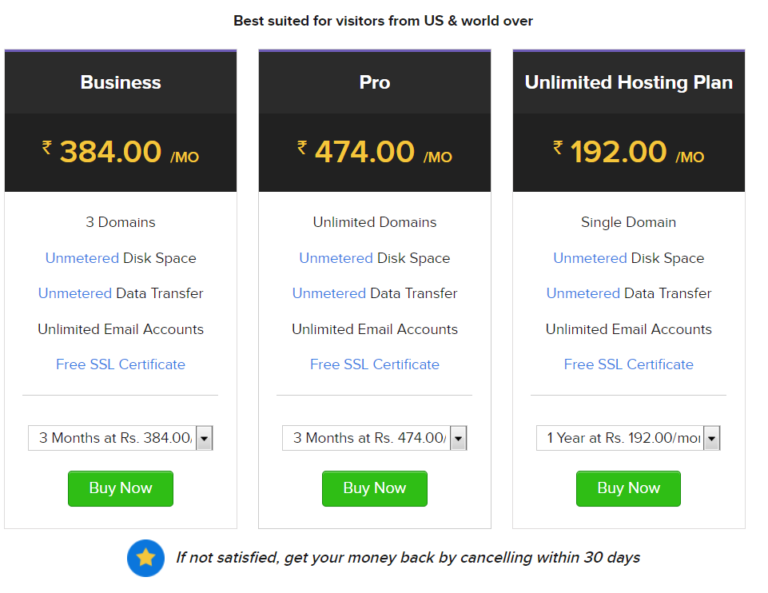 Best suited for visitors from US & world over
Business
₹ 384.00 /MO
3 Domains
Unmetered Disk Space
Unmetered Data Transfer
Unlimited Email Accounts
Free SSL Certificate
3 Months at Rs. 384.00/
Buy Now
Pro
₹ 474.00 /MO
Unlimited Domains
Unmetered Disk Space
Unmetered Data Transfer
Unlimited Email Accounts
Free SSL Certificate
3 Months at Rs. 474.00/
Buy Now
Unlimited Hosting Plan
₹ 192.00 /MO
Single Domain
Unmetered Disk Space
Unmetered Data Transfer
Unlimited Email Accounts
Free SSL Certificate
1 Year at Rs. 192.00/mo
Buy Now
If not satisfied, get your money back by cancelling within 30 days